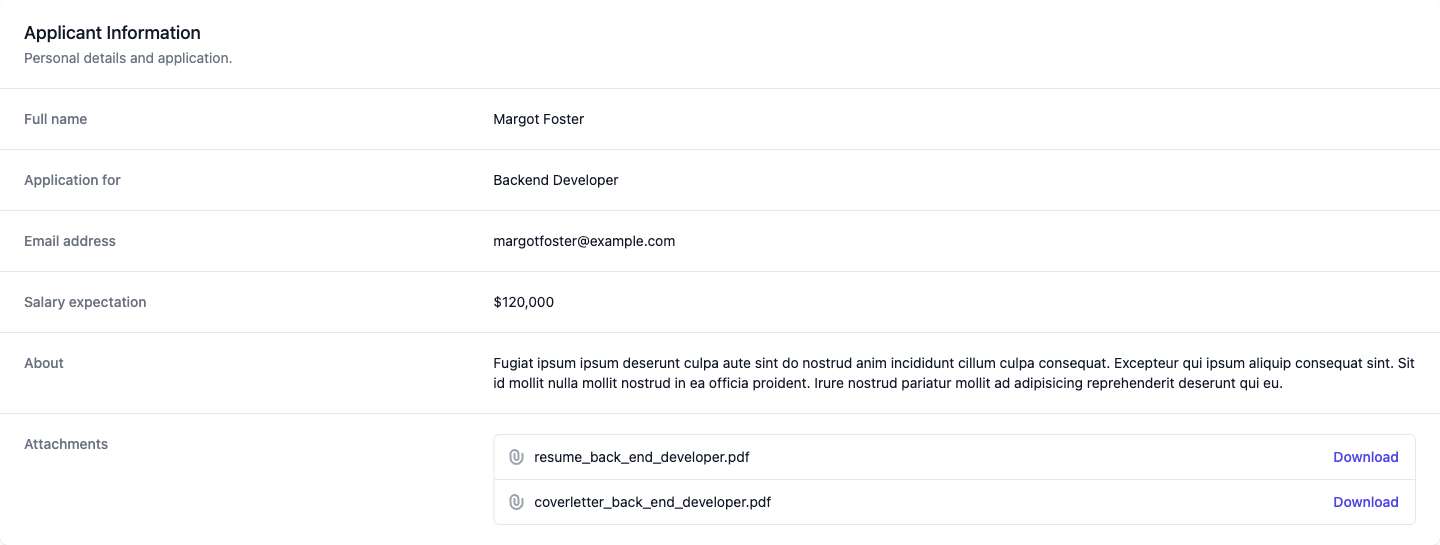 Applicant Information
Personal details and application.
Full name
Margot Foster
Application for
Backend Developer
Email address
margotfoster@example.com
Salary expectation
$120,000
About
Fugiat ipsum ipsum deserunt culpa aute sint do nostrud anim incididunt cillum culpa consequat. Excepteur qui ipsum aliquip consequat sint. Sit
id mollit nulla mollit nostrud in ea officia proident. Irure nostrud pariatur mollit ad adipisicing reprehenderit deserunt qui eu.
Attachments
resume_back_end_developer.pdf
Download
coverletter_back_end_developer.pdf
Download